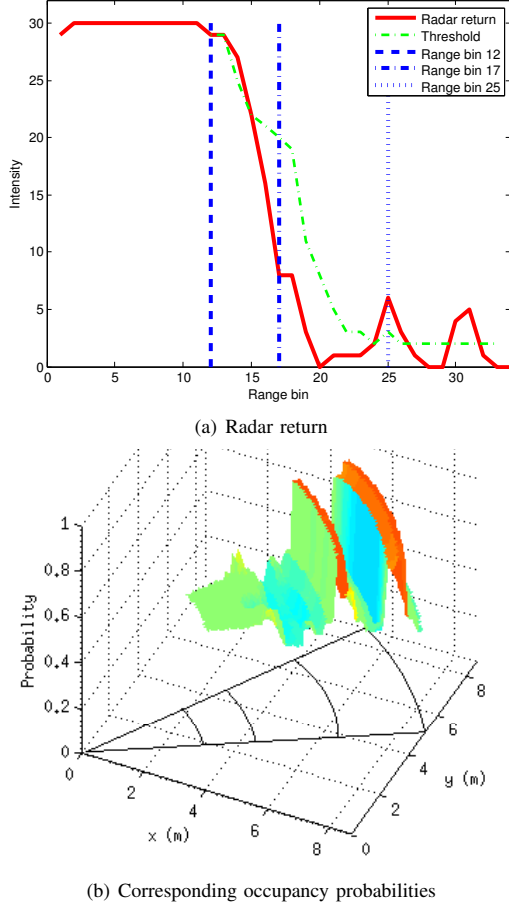 30
25
20
15
10
5
0
Intensity
0 5 10 15 20 25 30
Range bin
Radar return
Threshold
Range bin 12
Range bin 17
Range bin 25
(a) Radar return
1
0.8
0.6
0.4
0.2
0
Probability
0
2
4
6
8
x (m)
0
2
4
6
8
y (m)
(b) Corresponding occupancy probabilities